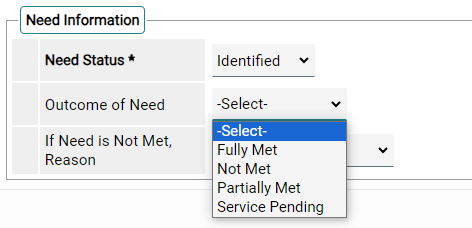 Need Information
Need Status * Identified
Outcome of Need -Select-
-Select-
Fully Met
Not Met
Partially Met
Service Pending
If Need is Not Met,
Reason